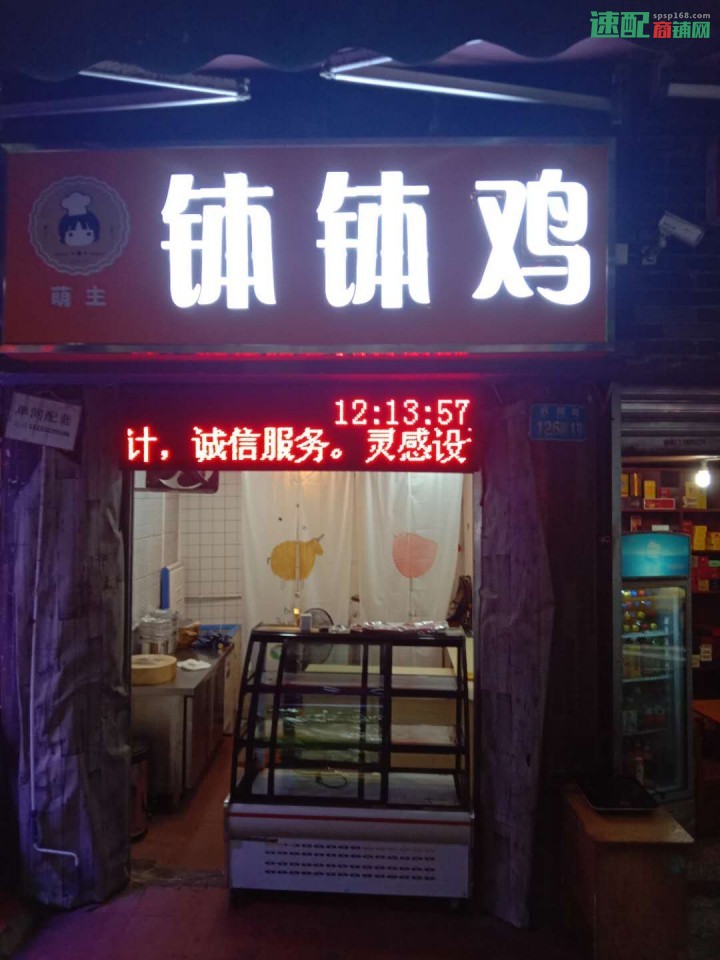 速配商铺网
spsp168.com
钵钵鸡
萌主
12:13:57
计，诚信服务。灵感设